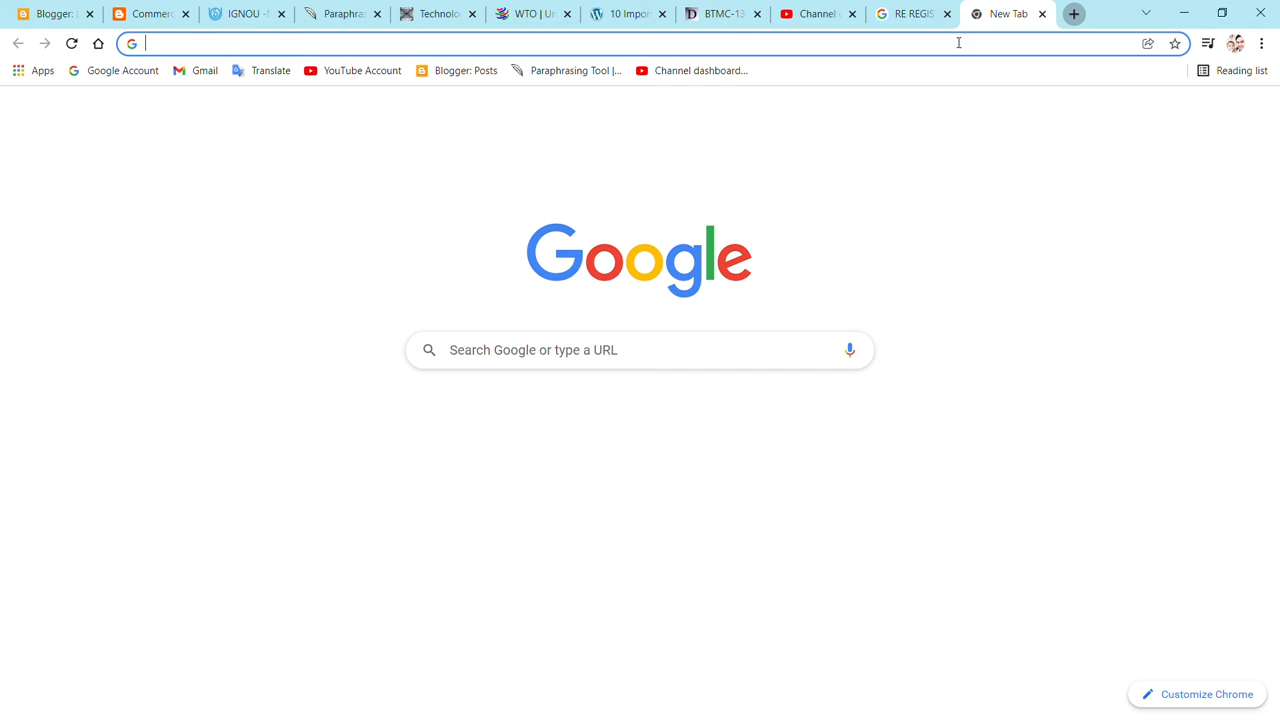 Blogger: Commerc IGNOU - Paraphras Technolo WTO | Un 10 Impor BTMC-13 Channel RE REGIS New Tab
Apps Google Account Gmail Translate YouTube Account Blogger: Posts Paraphrasing Tool |... Channel dashboard... Reading list
Google
Search Google or type a URL
Customize Chrome